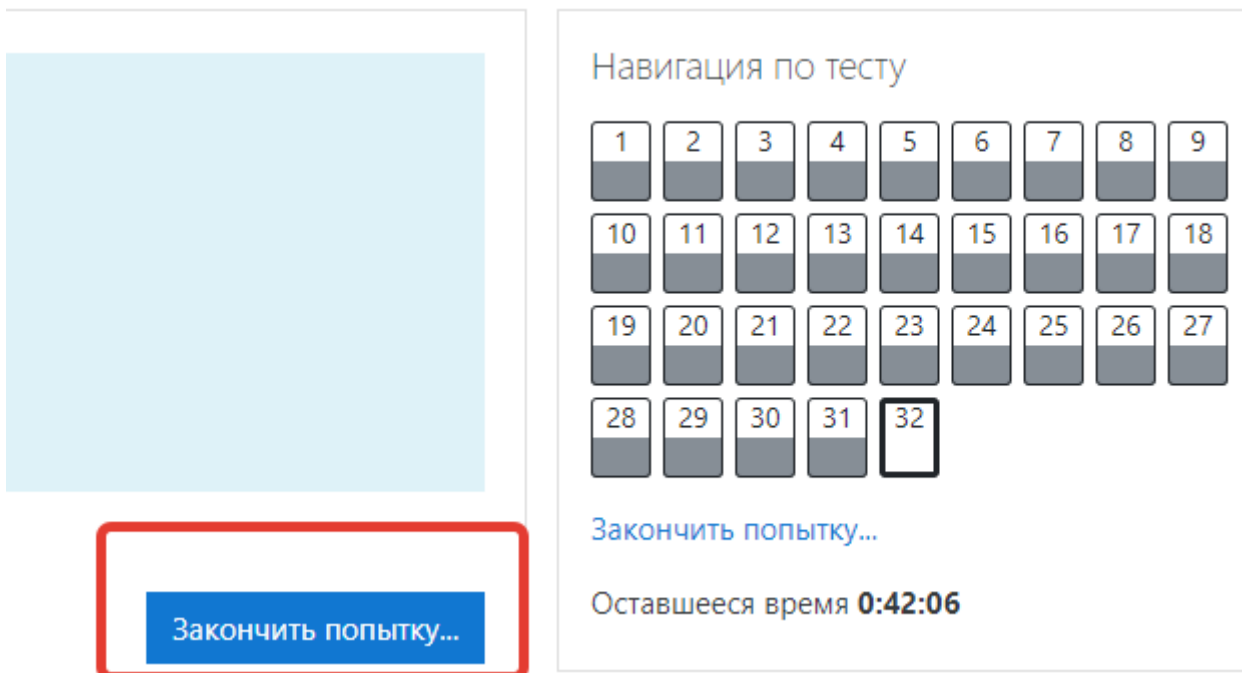 Навигация по тесту
1 2 3 4 5 6 7 8 9
10 11 12 13 14 15 16 17 18
19 20 21 22 23 24 25 26 27
28 29 30 31 32
Закончить попытку...
Оставшееся время 0:42:06
Закончить попытку...